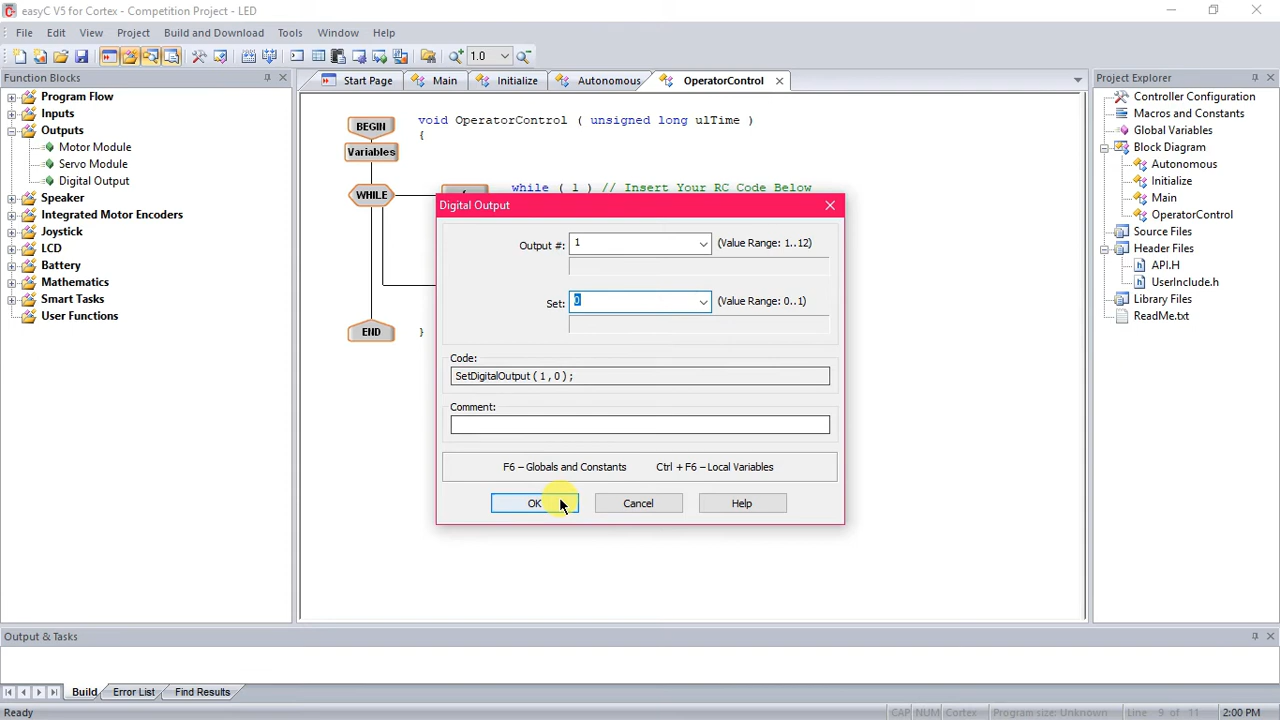 easyC V5 for Cortex - Competition Project - LED
File Edit View Project Build and Download Tools Window Help
1.0
Function Blocks
Program Flow
Inputs
Outputs
Motor Module
Servo Module
Digital Output
Speaker
Integrated Motor Encoders
Joystick
LCD
Battery
Mathematics
Smart Tasks
User Functions
Start Page Main Initialize Autonomous OperatorControl
BEGIN void OperatorControl ( unsigned long ulTime )
{
Variables
WHILE { while ( 1 ) // Insert Your RC Code Below
END }
Digital Output
Output #: 1 (Value Range: 1..12)
Set: 0 (Value Range: 0..1)
Code:
SetDigitalOutput ( 1 , 0 ) ;
Comment:
F6 – Globals and Constants Ctrl + F6 – Local Variables
OK Cancel Help
Project Explorer
Controller Configuration
Macros and Constants
Global Variables
Block Diagram
Autonomous
Initialize
Main
OperatorControl
Source Files
Header Files
API.H
UserInclude.h
Library Files
ReadMe.txt
Output & Tasks
Build Error List Find Results
Ready CAP NUM Cortex Program size: Unknown Line 9 of 11 2:00 PM